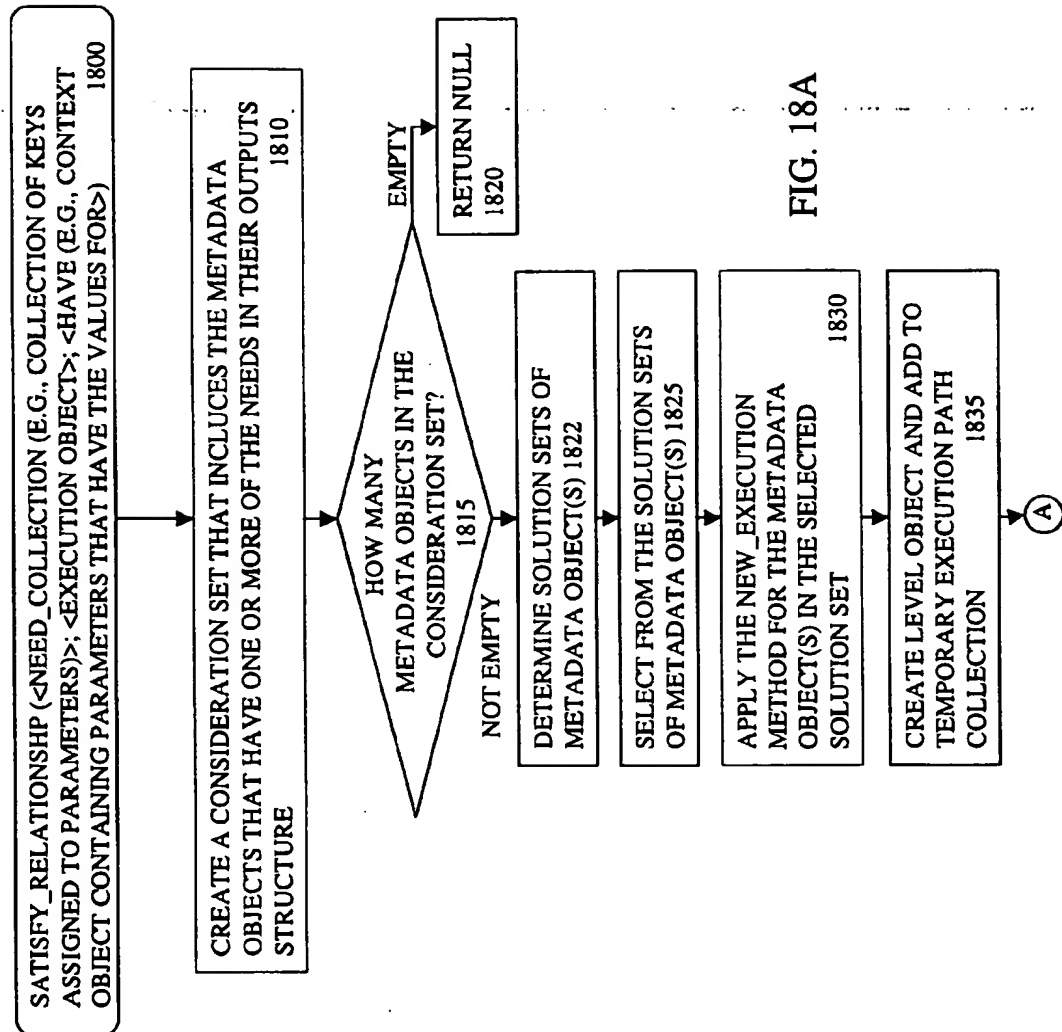 SATISFY_RELATIONSHP (<NEED_COLLECTION (E.G., COLLECTION OF KEYS
ASSIGNED TO PARAMETERS)>; <EXECUTION OBJECT>; <HAVE (E.G., CONTEXT
OBJECT CONTAINING PARAMETERS THAT HAVE THE VALUES FOR>)
1800
CREATE A CONSIDERATION SET THAT INCLUCES THE METADATA
OBJECTS THAT HAVE ONE OR MORE OF THE NEEDS IN THEIR OUTPUTS
STRUCTURE
1810
HOW MANY
METADATA OBJECTS IN THE
CONSIDERATION SET?
1815
EMPTY
RETURN NULL
1820
NOT EMPTY
DETERMINE SOLUTION SETS OF
METADATA OBJECT(S) 1822
SELECT FROM THE SOLUTION SETS
OF METADATA OBJECT(S) 1825
APPLY THE NEW_EXECUTION
METHOD FOR THE METADATA
OBJECT(S) IN THE SELECTED
SOLUTION SET
1830
CREATE LEVEL OBJECT AND ADD TO
TEMPORARY EXECUTION PATH
COLLECTION
1835
A
FIG. 18A